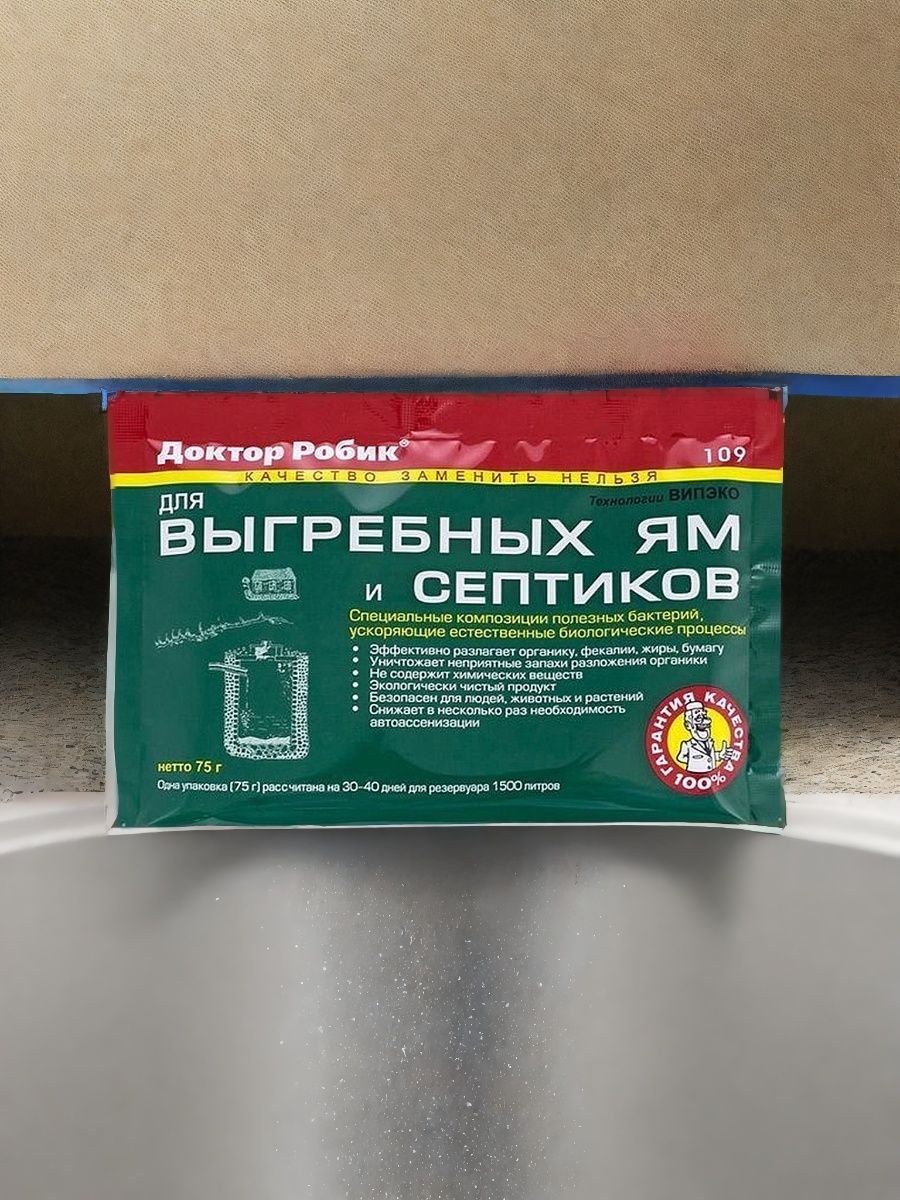 Доктор Робик®
109
КАЧЕСТВО ЗАМЕНИТЬ НЕЛЬЗЯ
Технологии ВИПЭКО
для
ВЫГРЕБНЫХ ЯМ
и СЕПТИКОВ
Специальные композиции полезных бактерий,
ускоряющие естественные биологические процессы
• Эффективно разлагает органику, фекалии, жиры, бумагу
• Уничтожает неприятные запахи разложения органики
• Не содержит химических веществ
• Экологически чистый продукт
• Безопасен для людей, животных и растений
• Снижает в несколько раз необходимость
автоассенизации
ГАРАНТИЯ КАЧЕСТВА
100%
нетто 75 г
Одна упаковка (75 г) рассчитана на 30-40 дней для резервуара 1500 литров